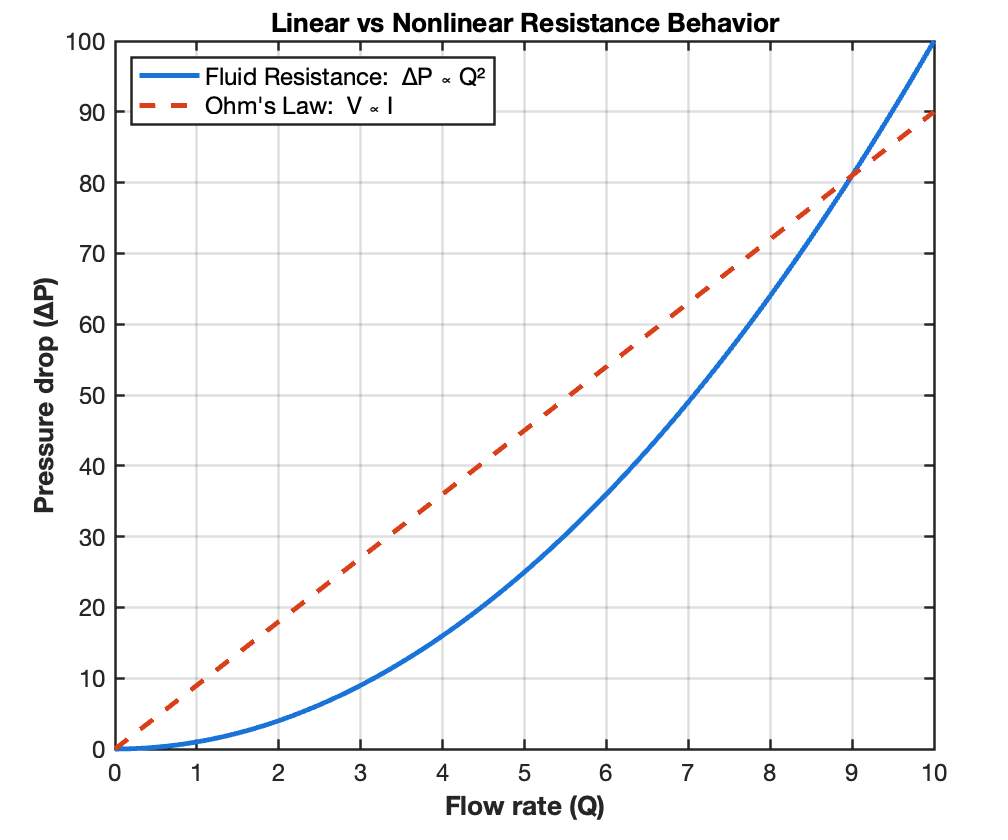 Linear vs Nonlinear Resistance Behavior
Fluid Resistance:  ΔP ∝ Q²
Ohm's Law:  V ∝ I
100
90
80
70
60
50
40
30
20
10
0
Pressure drop (ΔP)
0 1 2 3 4 5 6 7 8 9 10
Flow rate (Q)